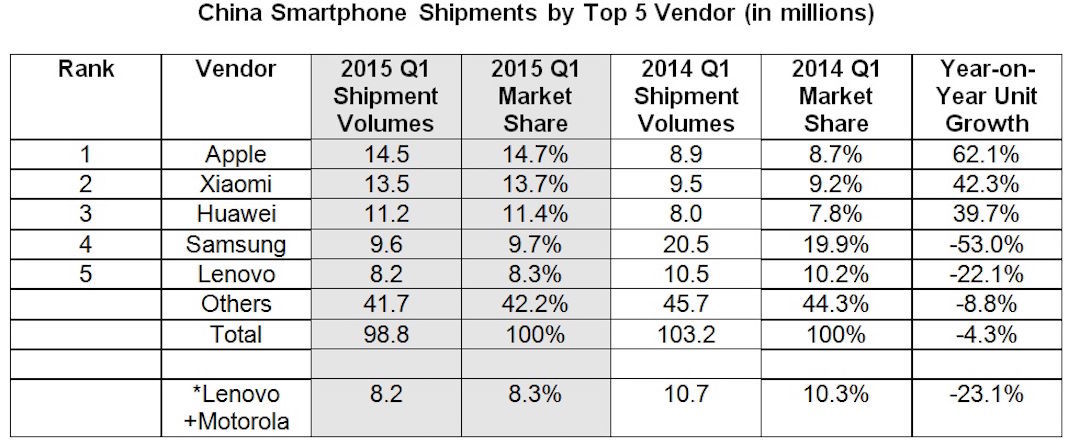 China Smartphone Shipments by Top 5 Vendor (in millions)
Rank Vendor 2015 Q1 Shipment Volumes 2015 Q1 Market Share 2014 Q1 Shipment Volumes 2014 Q1 Market Share Year-on-Year Unit Growth
1 Apple 14.5 14.7% 8.9 8.7% 62.1%
2 Xiaomi 13.5 13.7% 9.5 9.2% 42.3%
3 Huawei 11.2 11.4% 8.0 7.8% 39.7%
4 Samsung 9.6 9.7% 20.5 19.9% -53.0%
5 Lenovo 8.2 8.3% 10.5 10.2% -22.1%
Others 41.7 42.2% 45.7 44.3% -8.8%
Total 98.8 100% 103.2 100% -4.3%
*Lenovo +Motorola 8.2 8.3% 10.7 10.3% -23.1%